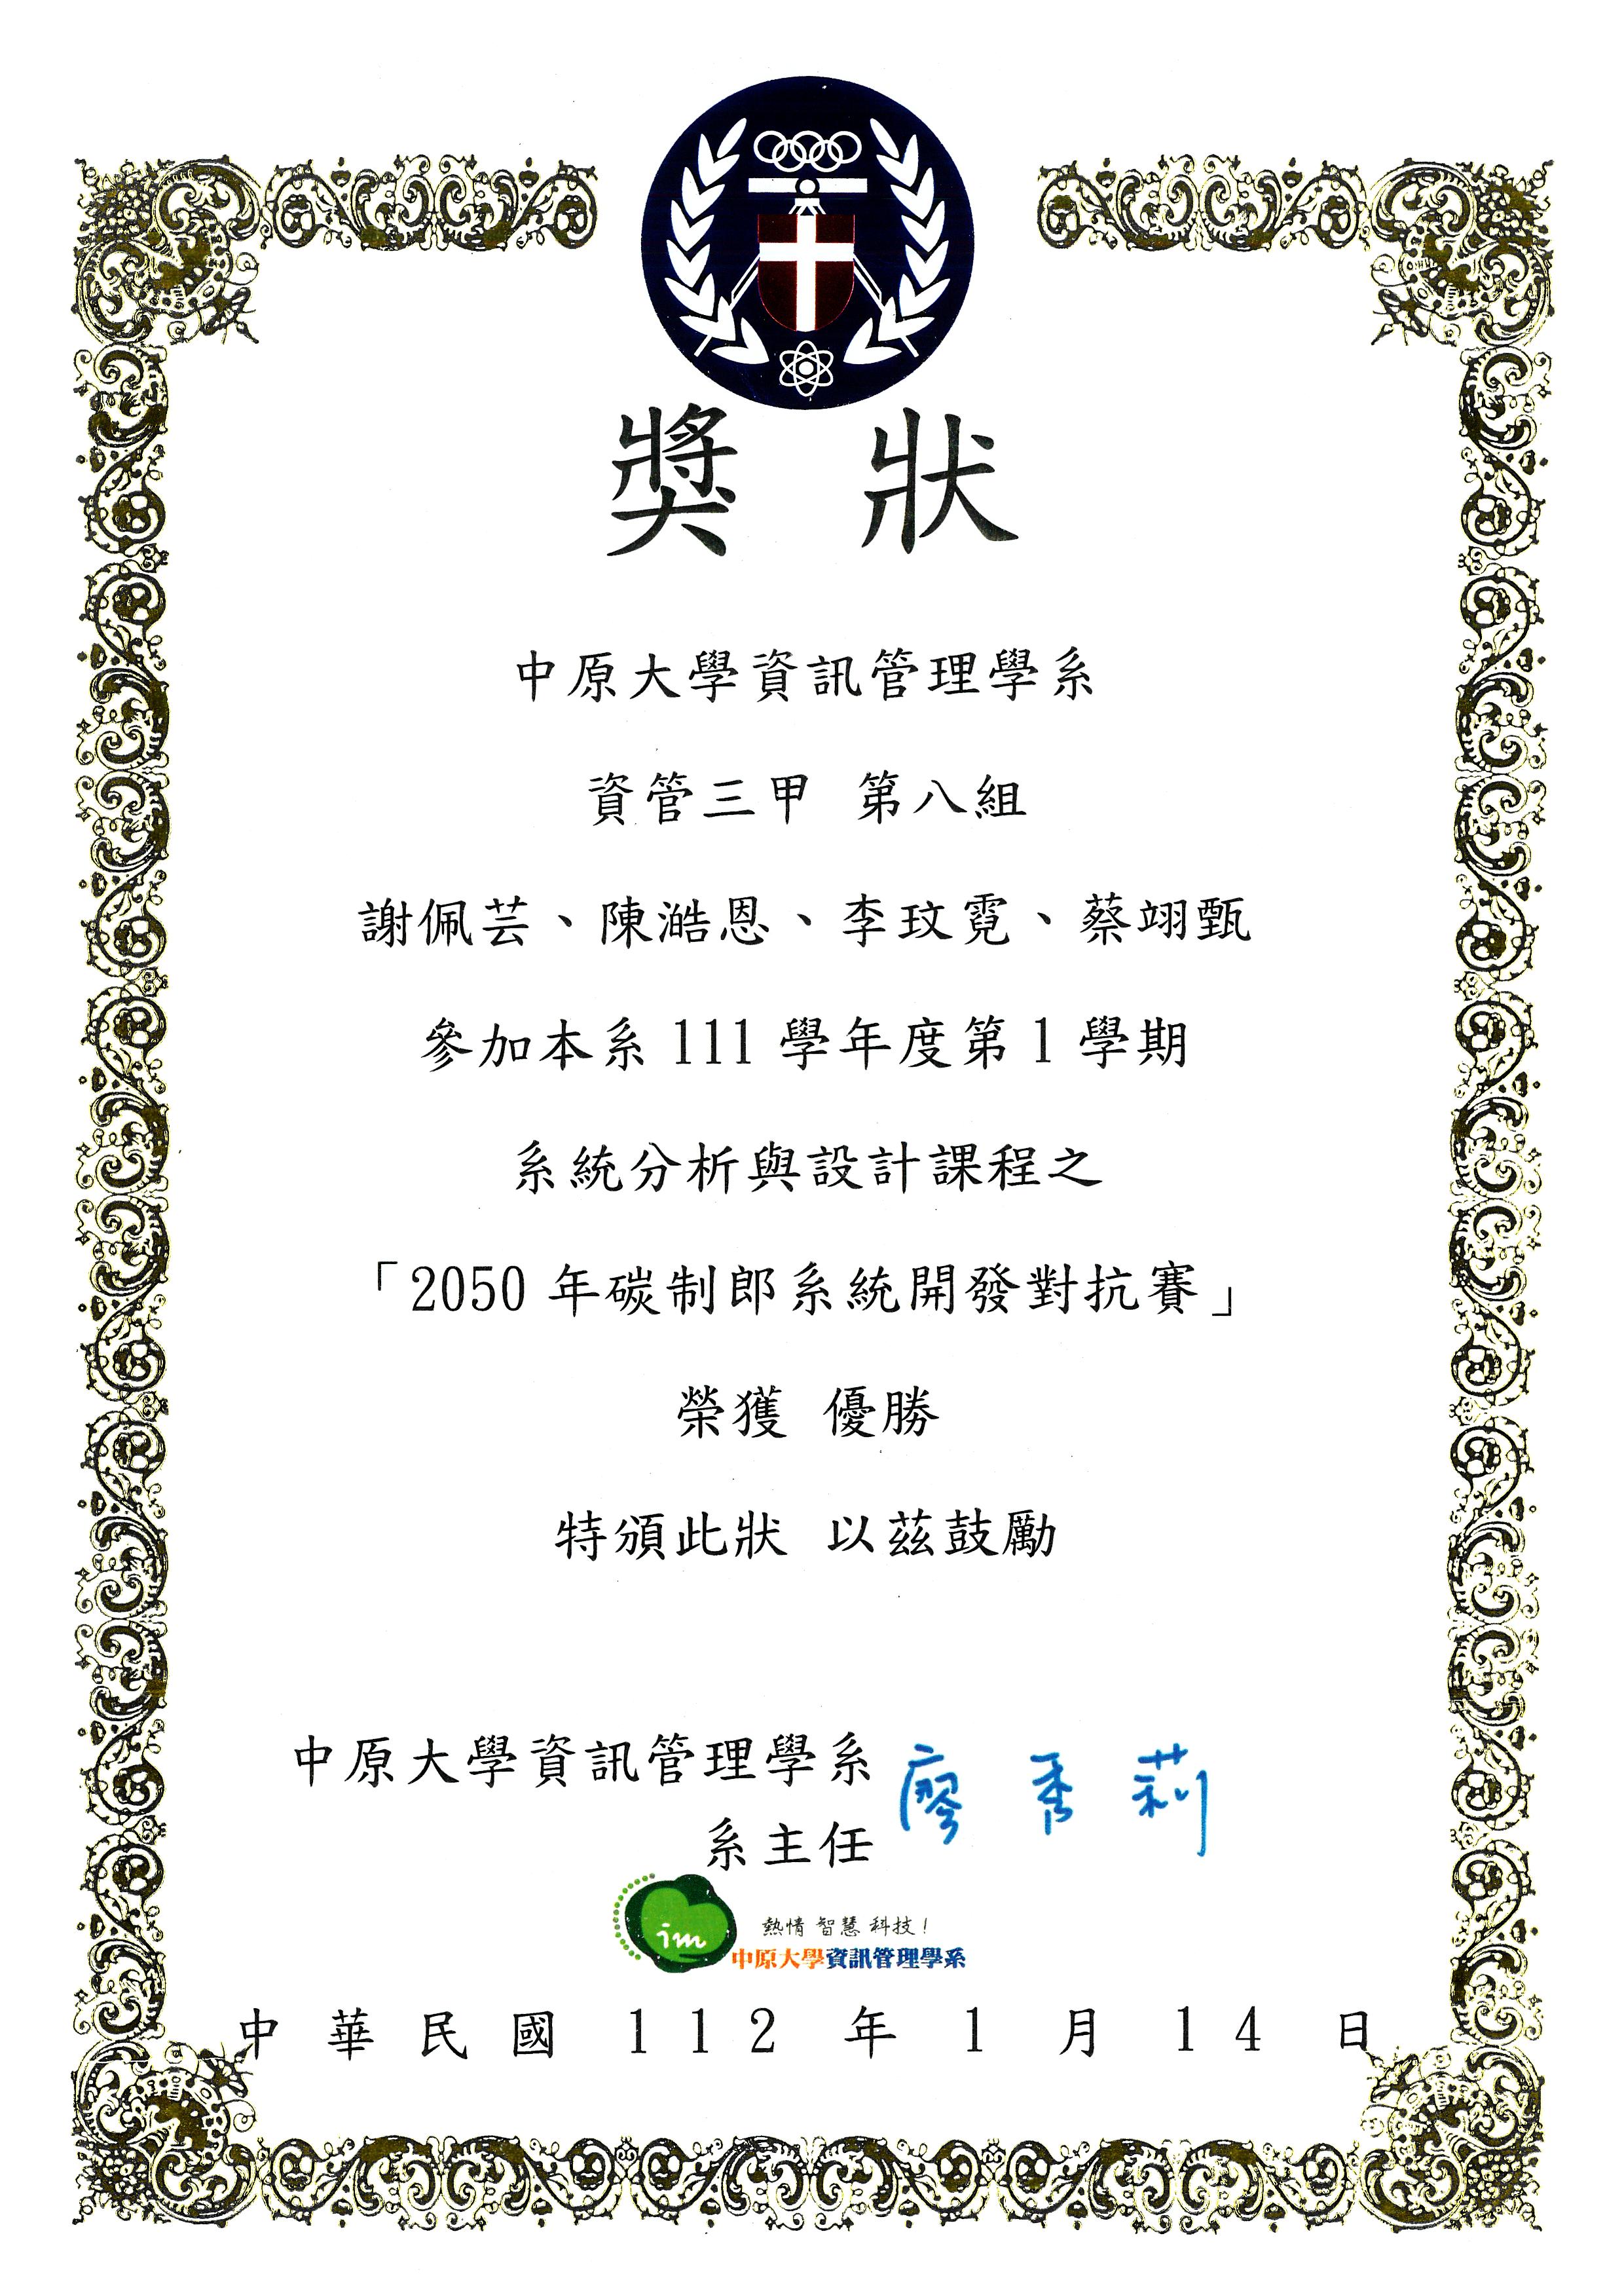 獎狀
中原大學資訊管理學系
資管三甲 第八組
謝佩芸、陳澔恩、李玟霓、蔡翊甄
參加本系 111 學年度第 1 學期
系統分析與設計課程之
「2050 年碳制郎系統開發對抗賽」
榮獲 優勝
特頒此狀 以茲鼓勵
中原大學資訊管理學系
系主任
廖秀莉
im
熱情 智慧 科技！
中原大學資訊管理學系
中華民國 112 年 1 月 14 日